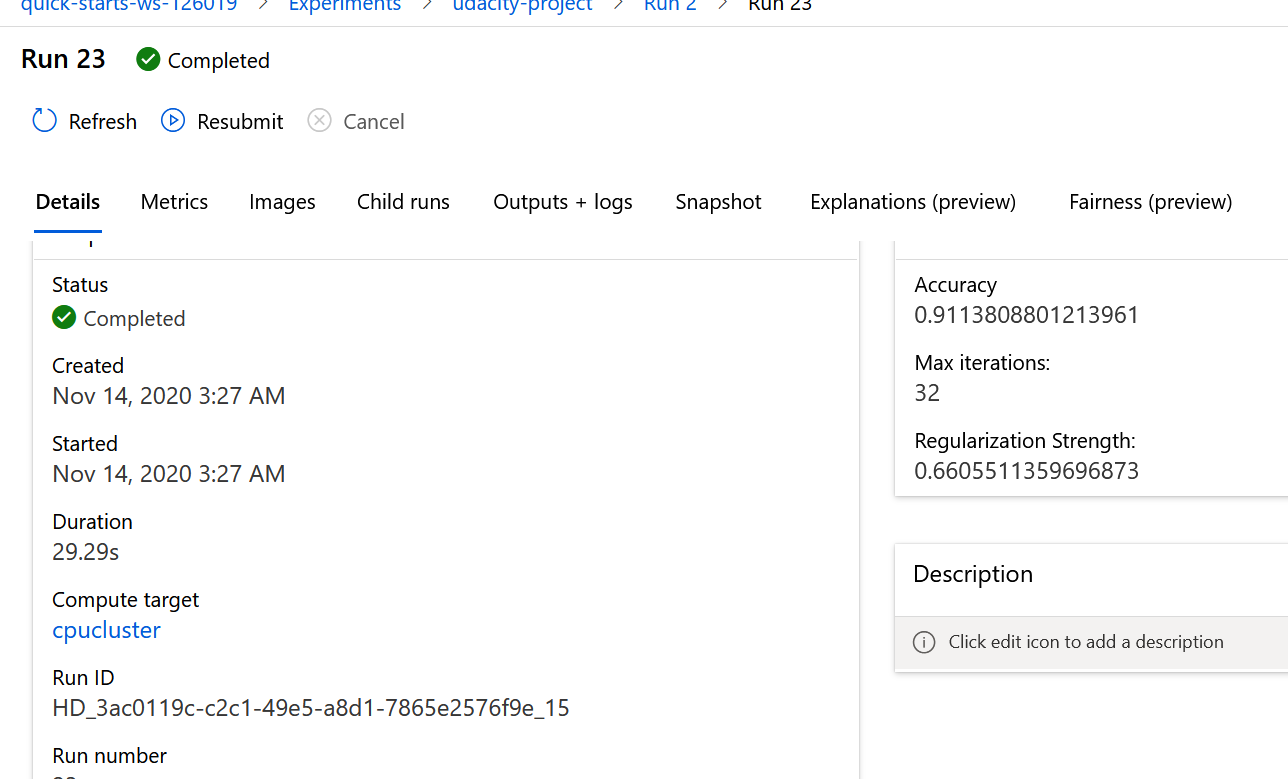 quick-starts-ws-126019 > Experiments > udacity-project > Run 2 > Run 23
Run 23 Completed
Refresh Resubmit Cancel
Details Metrics Images Child runs Outputs + logs Snapshot Explanations (preview) Fairness (preview)
Status
Completed
Created
Nov 14, 2020 3:27 AM
Started
Nov 14, 2020 3:27 AM
Duration
29.29s
Compute target
cpucluster
Run ID
HD_3ac0119c-c2c1-49e5-a8d1-7865e2576f9e_15
Run number
Accuracy
0.9113808801213961
Max iterations:
32
Regularization Strength:
0.6605511359696873
Description
Click edit icon to add a description